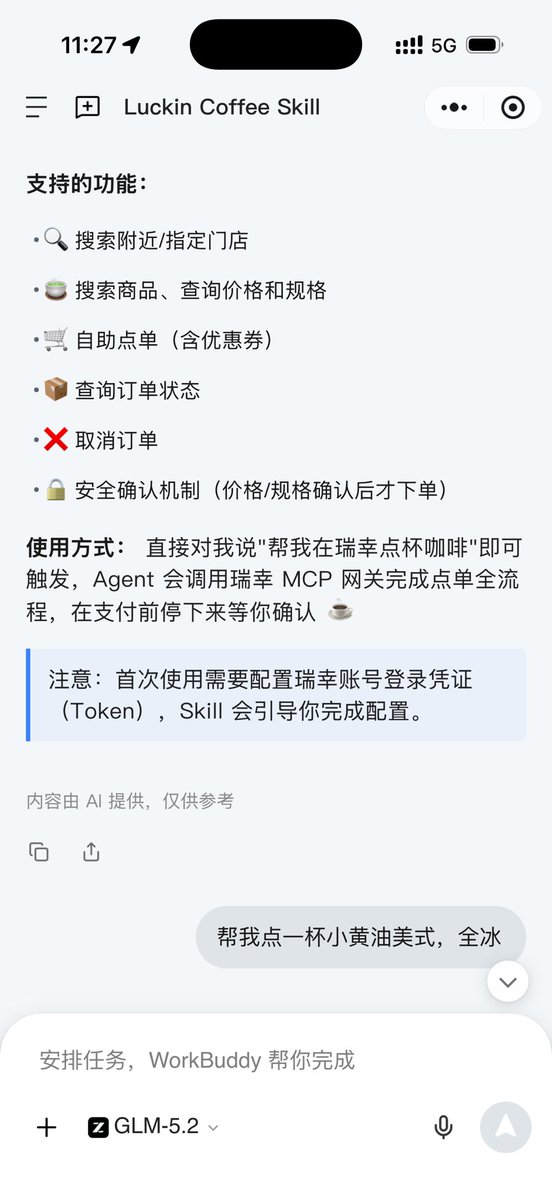 11:27
5G
Luckin Coffee Skill
支持的功能：
搜索附近/指定门店
搜索商品、查询价格和规格
自助点单（含优惠券）
查询订单状态
取消订单
安全确认机制（价格/规格确认后才下单）
使用方式： 直接对我说"帮我在瑞幸点杯咖啡"即可
触发，Agent 会调用瑞幸 MCP 网关完成点单全流
程，在支付前停下来等你确认 ☕
注意：首次使用需要配置瑞幸账号登录凭证
（Token），Skill 会引导你完成配置。
内容由 AI 提供，仅供参考
帮我点一杯小黄油美式，全冰
安排任务，WorkBuddy 帮你完成
GLM-5.2